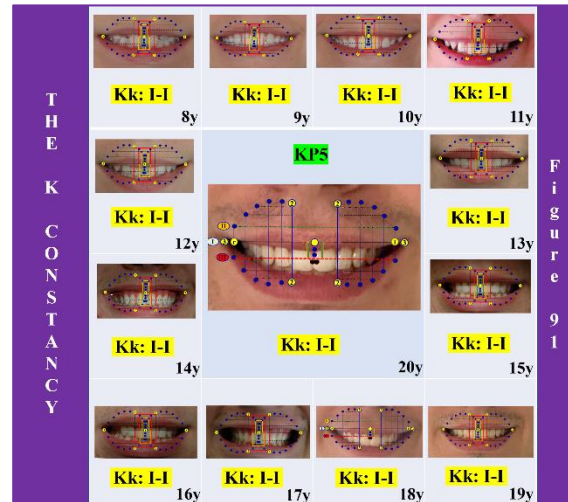 THE K CONSTANCY
Kk: I-I
8y
Kk: I-I
9y
Kk: I-I
10y
Kk: I-I
11y
Kk: I-I
12y
KP5
Kk: I-I
20y
Kk: I-I
13y
Kk: I-I
14y
Kk: I-I
15y
Kk: I-I
16y
Kk: I-I
17y
Kk: I-I
18y
Kk: I-I
19y
Figure 91